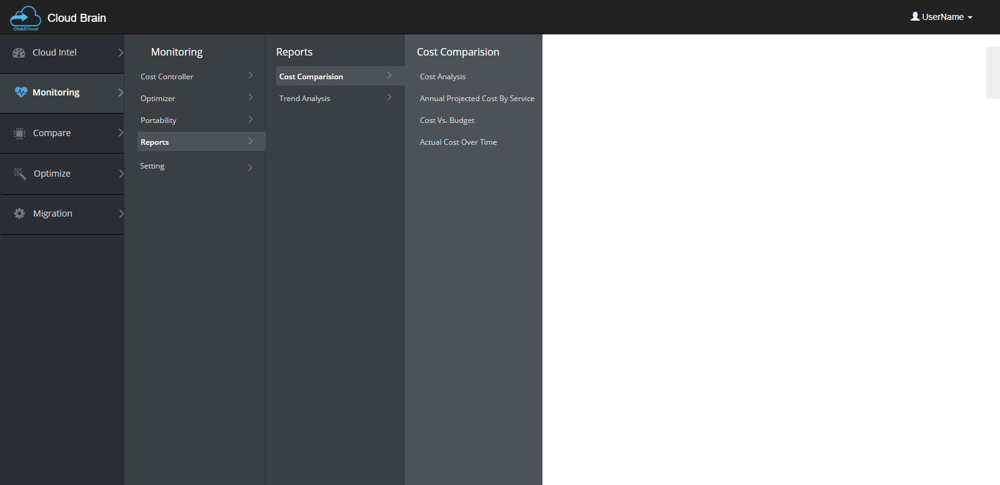 Click2Cloud
Cloud Brain
UserName
Cloud Intel
Monitoring
Compare
Optimize
Migration
Monitoring
Cost Controller
Optimizer
Portability
Reports
Setting
Reports
Cost Comparision
Trend Analysis
Cost Comparision
Cost Analysis
Annual Projected Cost By Service
Cost Vs. Budget
Actual Cost Over Time